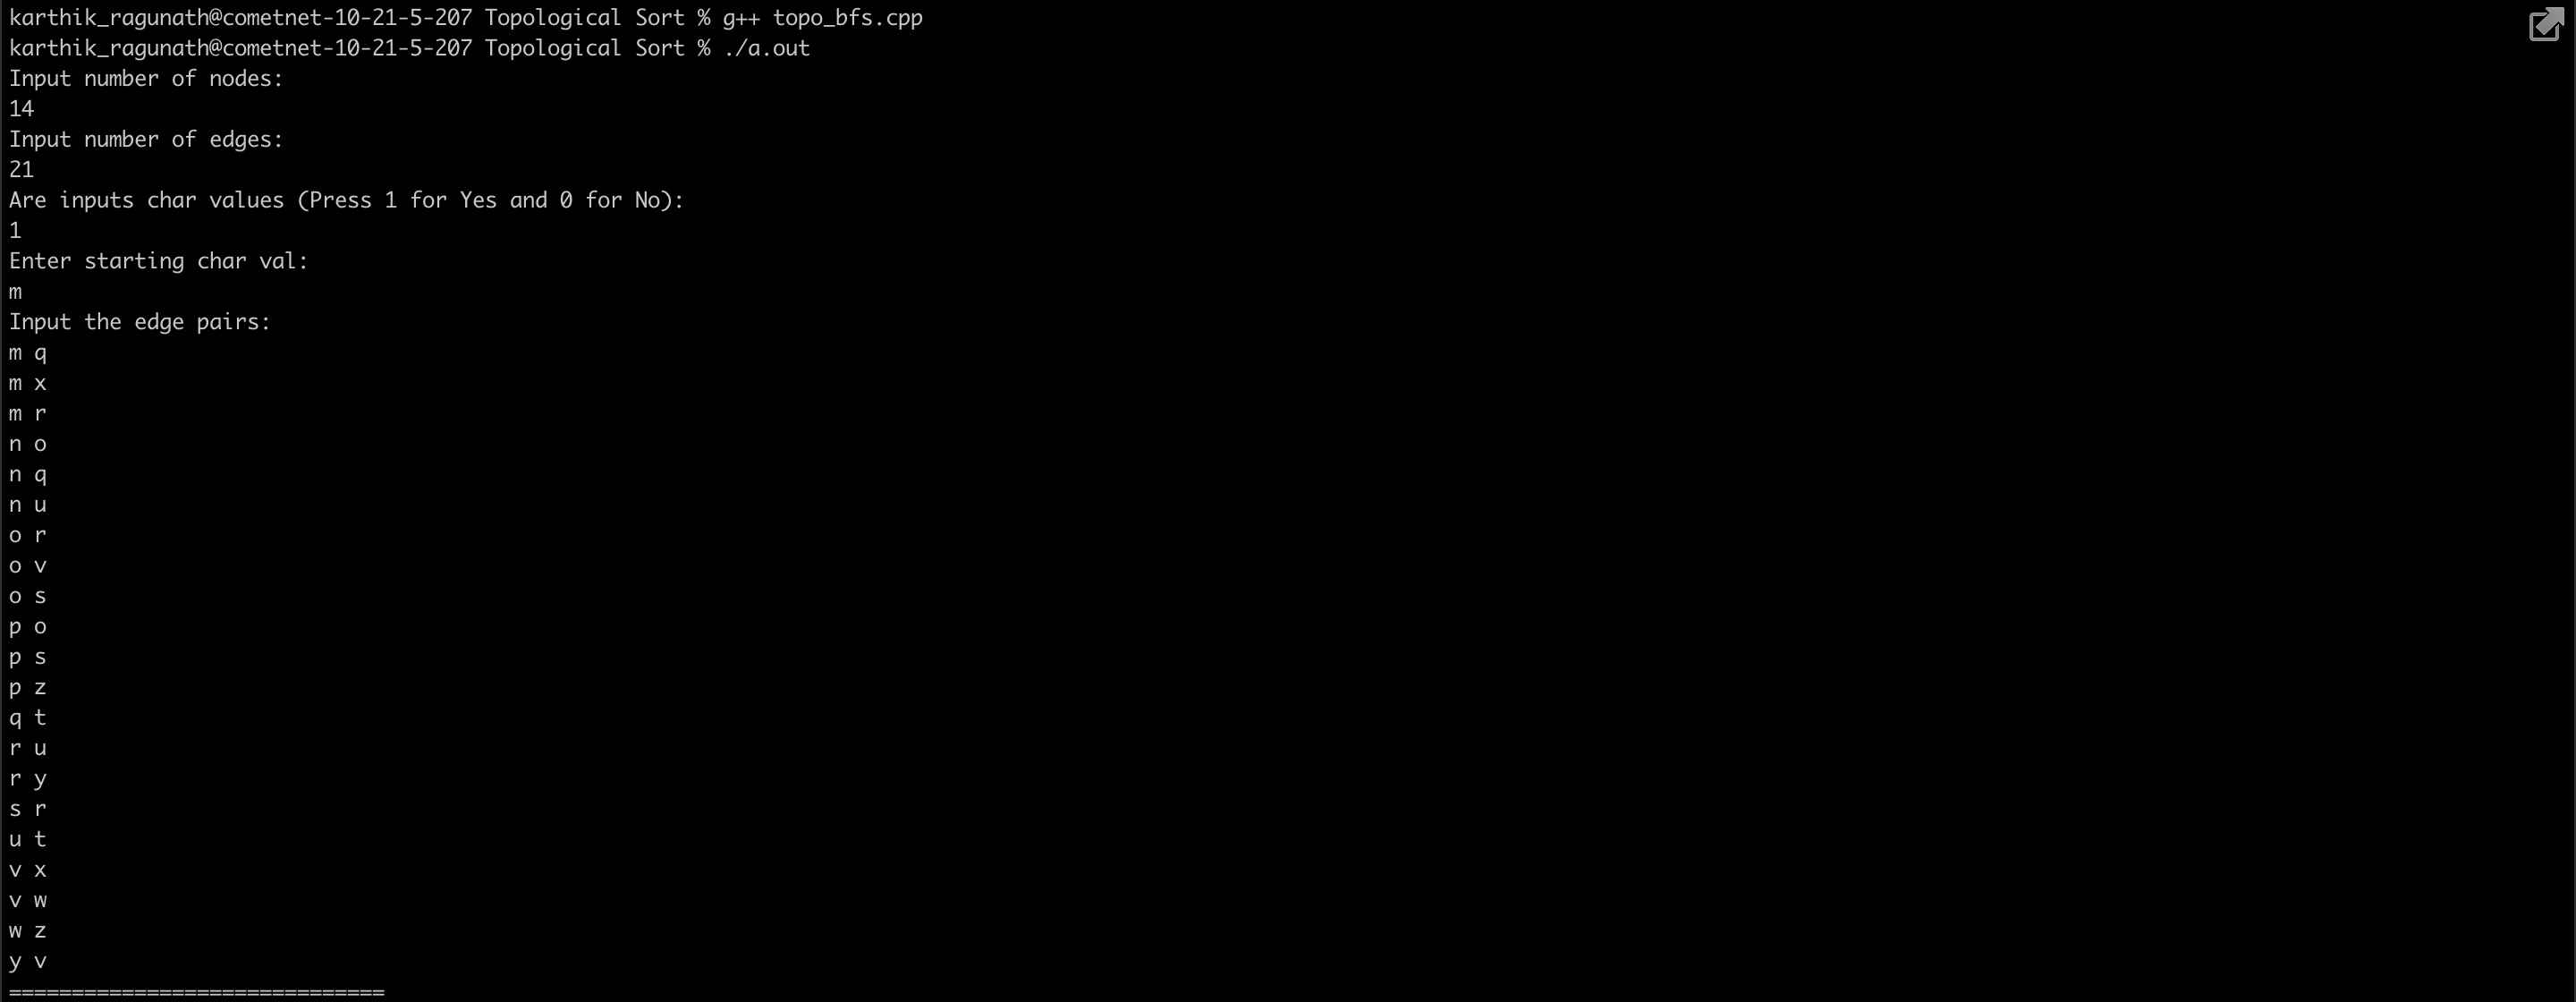 karthik_ragunath@cometnet-10-21-5-207 Topological Sort % g++ topo_bfs.cpp
karthik_ragunath@cometnet-10-21-5-207 Topological Sort % ./a.out
Input number of nodes:
14
Input number of edges:
21
Are inputs char values (Press 1 for Yes and 0 for No):
1
Enter starting char val:
m
Input the edge pairs:
m q
m x
m r
n o
n q
n u
o r
o v
o s
p o
p s
p z
q t
r u
r y
s r
u t
v x
v w
w z
y v
==============================